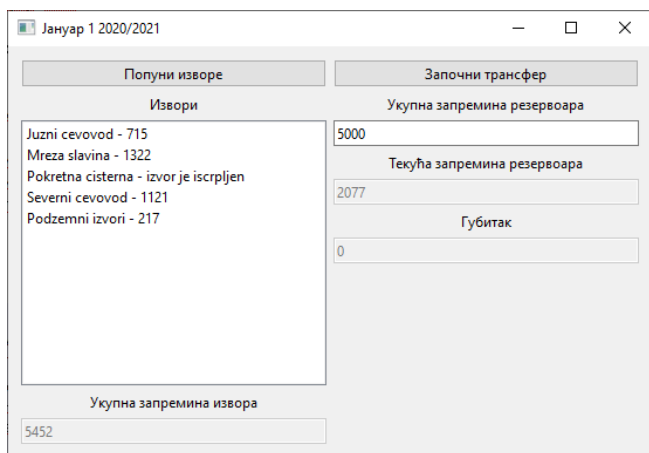 Јануар 1 2020/2021
Попуни изворе
Започни трансфер
Извори
Укупна запремина резервоара
Juzni cevovod - 715
Mreza slavina - 1322
Pokretna cisterna - izvor je iscrpljen
Severni cevovod - 1121
Podzemni izvori - 217
5000
Текућа запремина резервоара
2077
Губитак
0
Укупна запремина извора
5452